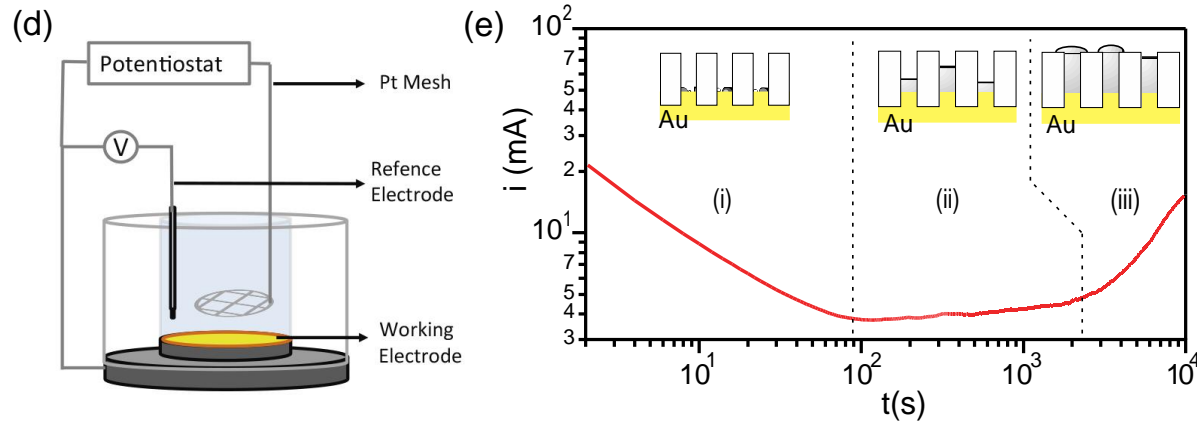 (d)
Potentiostat
Pt Mesh
V
Refence
Electrode
Working
Electrode
(e)
i (mA)
10²
7
5
4
3
2
10¹
7
5
4
3
Au
Au
Au
(i)
(ii)
(iii)
10¹
10²
10³
10⁴
t(s)